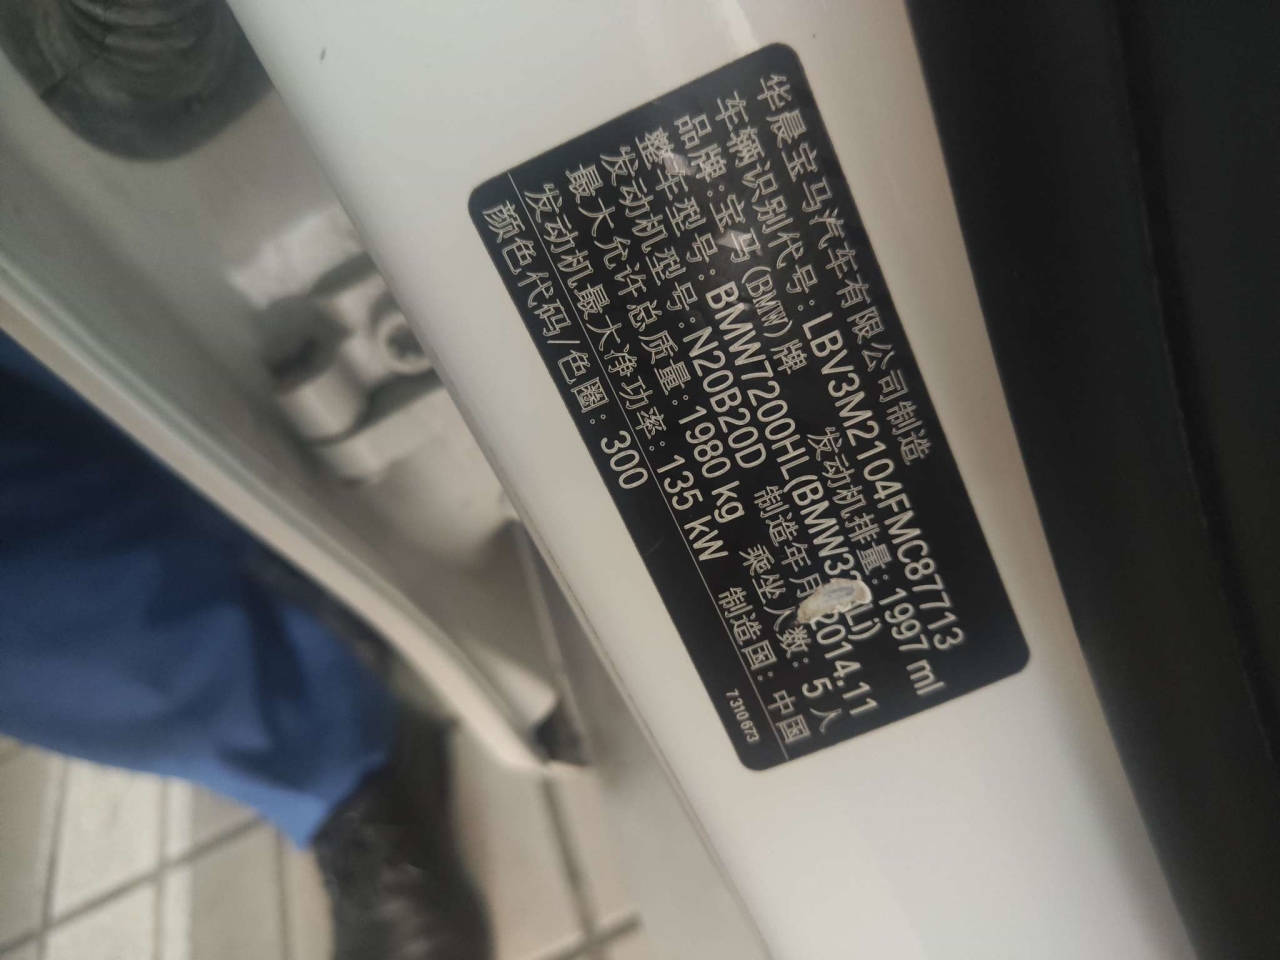 华晨宝马汽车有限公司制造
车辆识别代号: LBV3M2104FMC87713
品牌: 宝马(BMW)牌 发动机排量: 1997 ml
整车型号: BMW7200HL(BMW3 Li)
发动机型号: N20B20D 制造年月 2014.11
最大允许总质量: 1980 kg 乘坐人数: 5 人
发动机最大净功率: 135 kW 制造国: 中国
颜色代码/色圈: 300 7310673